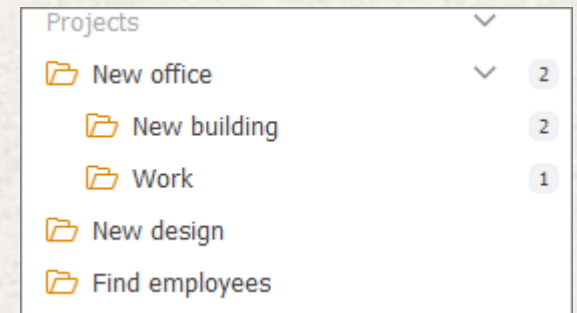 Projects
New office 2
New building 2
Work 1
New design
Find employees